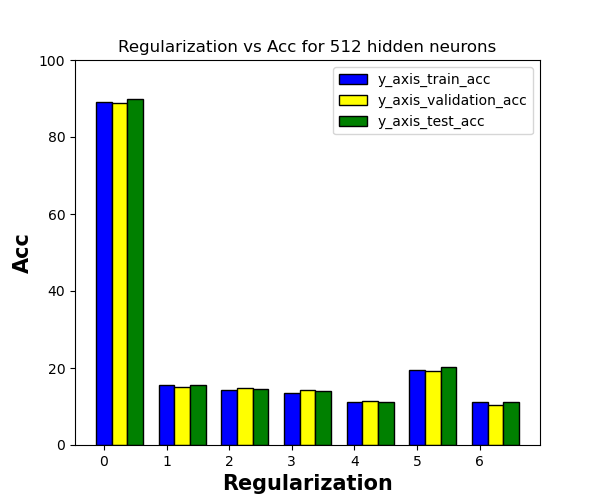 Regularization vs Acc for 512 hidden neurons
100
80
60
40
20
0
Acc
y_axis_train_acc
y_axis_validation_acc
y_axis_test_acc
0 1 2 3 4 5 6
Regularization